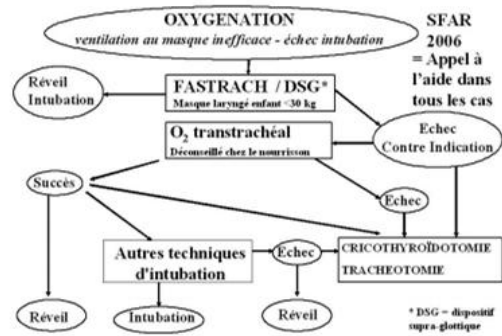 OXYGENATION
ventilation au masque inefficace - échec intubation
SFAR
2006
= Appel à
l'aide dans
tous les cas
Réveil
Intubation
FASTRACH / DSG*
Masque laryngé enfant <30 kg
O₂ transtrachéal
Déconseillé chez le nourrisson
Echec
Contre Indication
Succès
Echec
Autres techniques
d'intubation
Echec
CRICOTHYROÏDOTOMIE
TRACHEOTOMIE
Réveil
Intubation
Réveil
* DSG = dispositif
supra-glottique